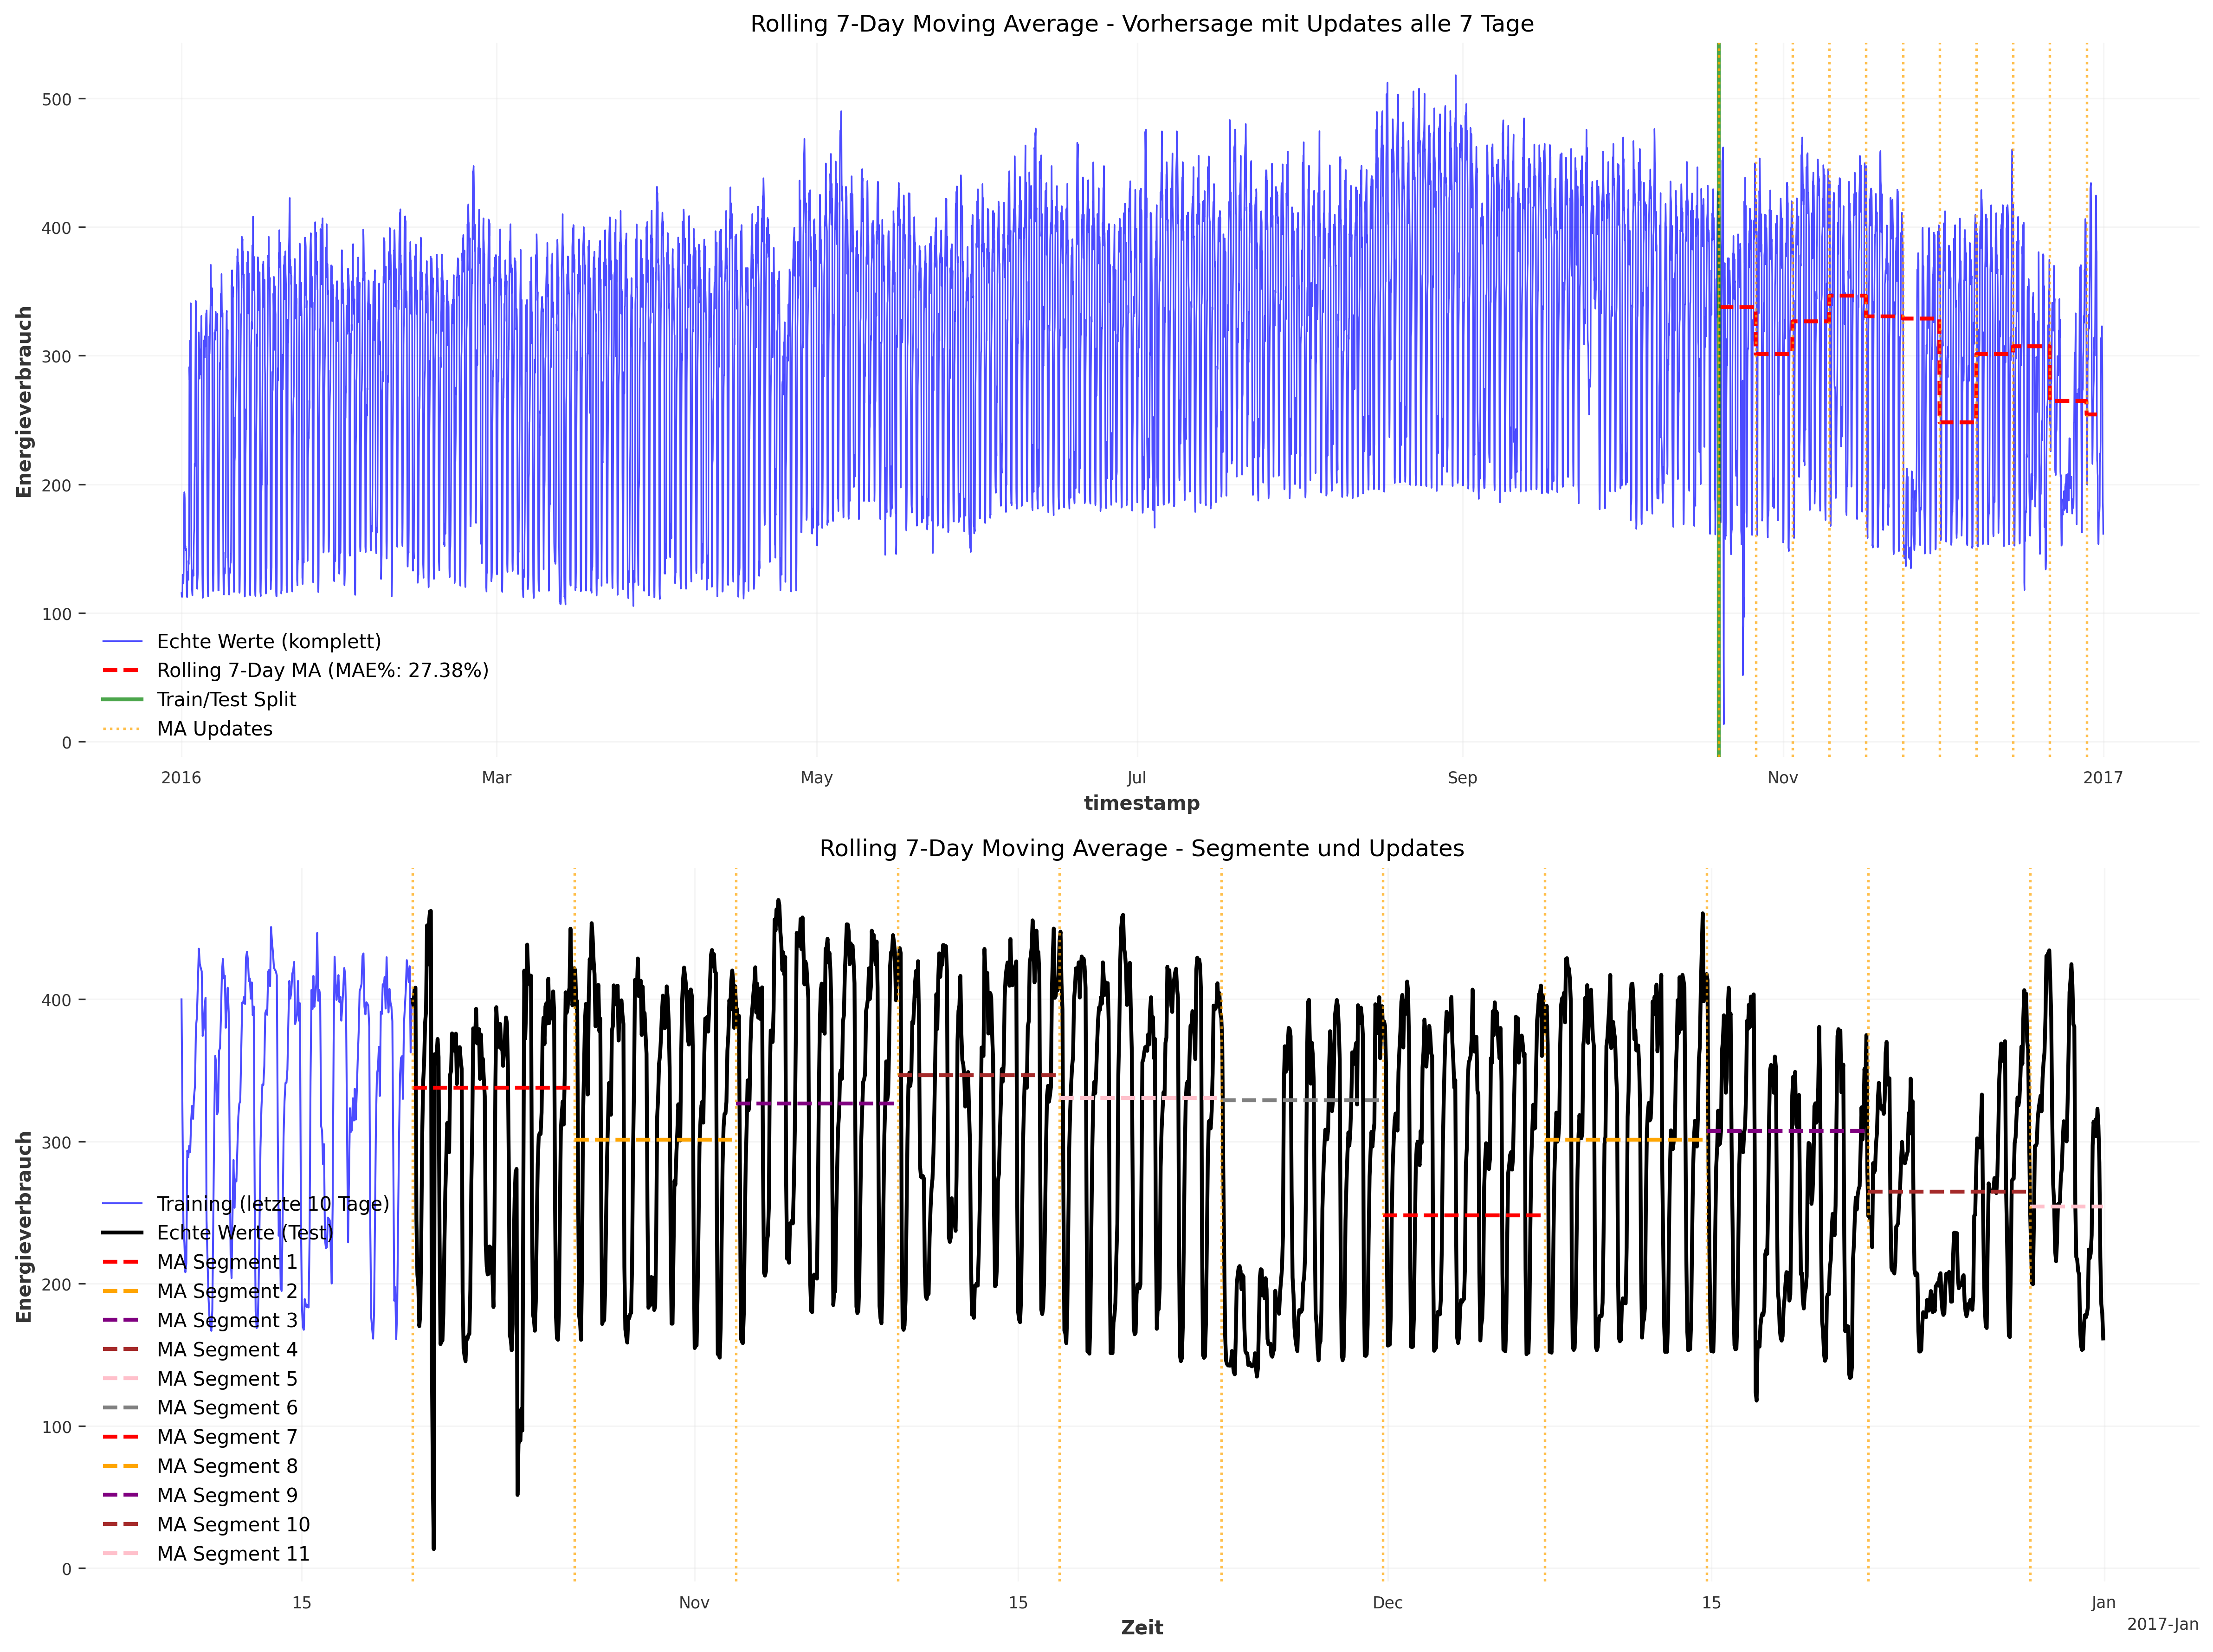 Rolling 7-Day Moving Average - Vorhersage mit Updates alle 7 Tage
Energieverbrauch
500
400
300
200
100
0
Echte Werte (komplett)
Rolling 7-Day MA (MAE%: 27.38%)
Train/Test Split
MA Updates
2016
Mar
May
Jul
Sep
Nov
2017
timestamp
Rolling 7-Day Moving Average - Segmente und Updates
Energieverbrauch
400
300
200
100
0
Training (letzte 10 Tage)
Echte Werte (Test)
MA Segment 1
MA Segment 2
MA Segment 3
MA Segment 4
MA Segment 5
MA Segment 6
MA Segment 7
MA Segment 8
MA Segment 9
MA Segment 10
MA Segment 11
15
Nov
15
Dec
15
Jan
2017-Jan
Zeit